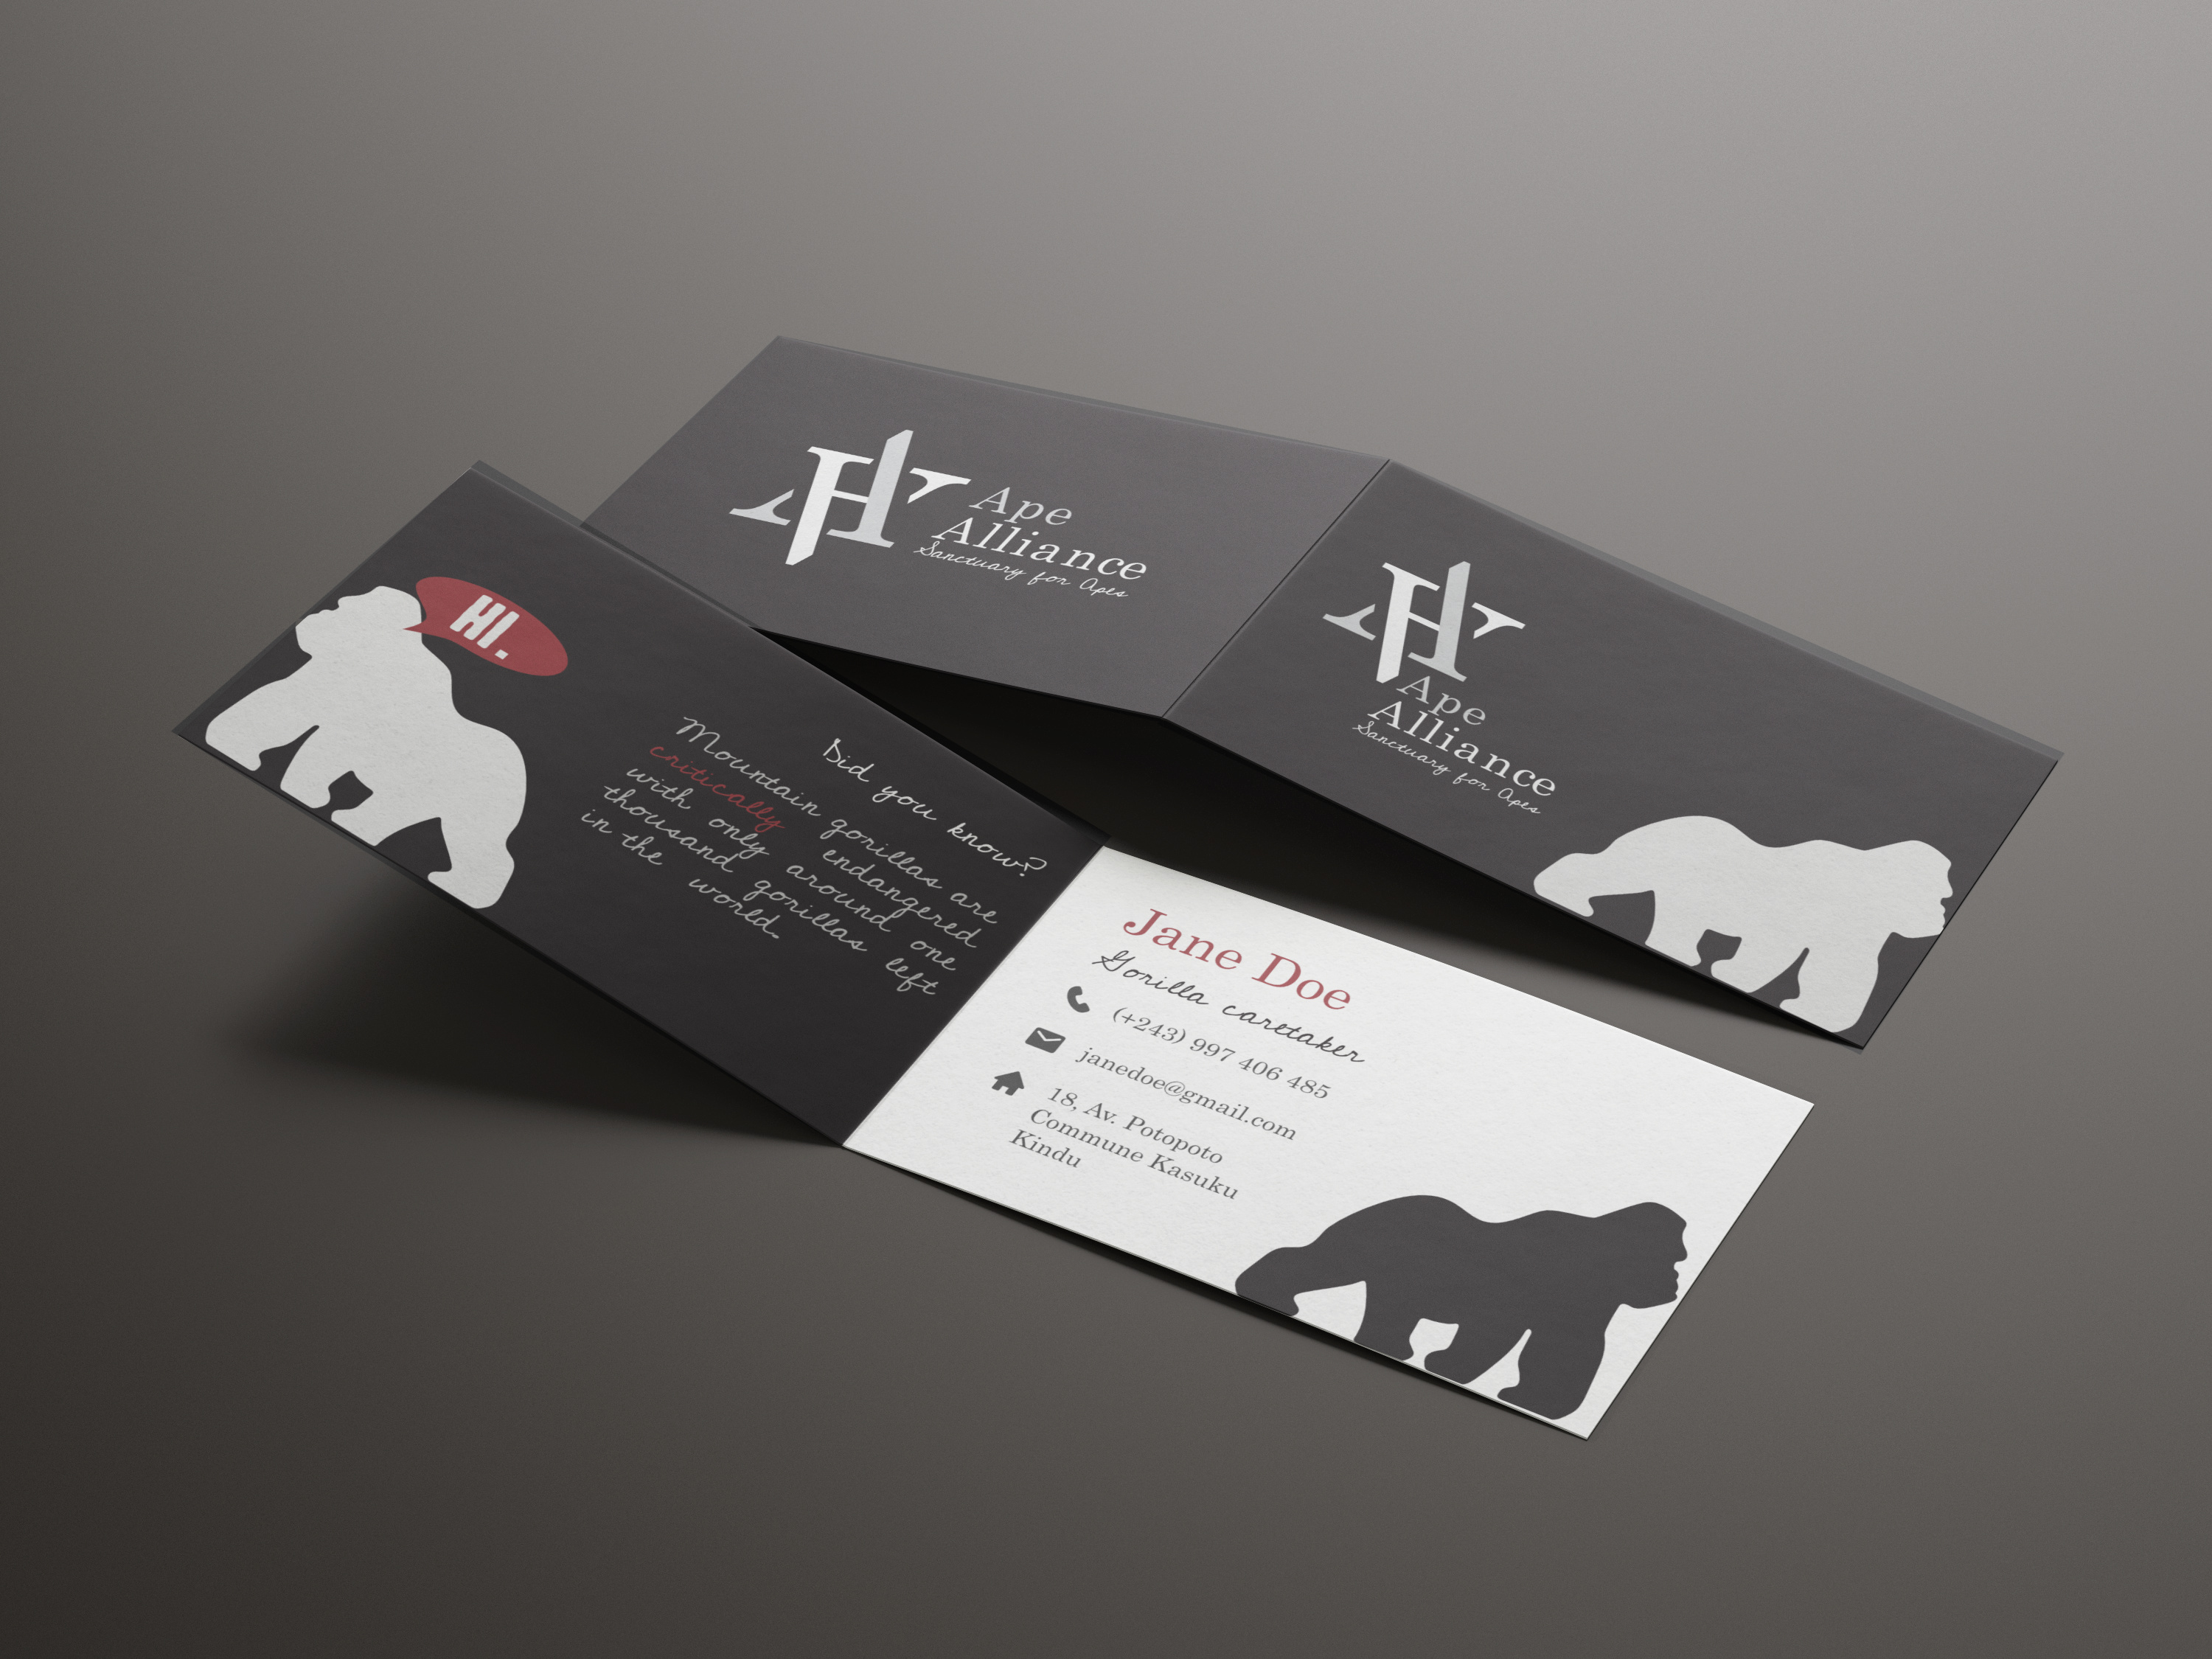 Ape
Alliance
Sanctuary for Apes
Ape
Alliance
Sanctuary for Apes
HI.
Did you know?
Mountain gorillas are
critically endangered
with only around one
thousand gorillas left
in the world.
Jane Doe
Gorilla caretaker
(+243) 997 406 485
janedoe@gmail.com
18, Av. Potopoto
Commune Kasuku
Kindu